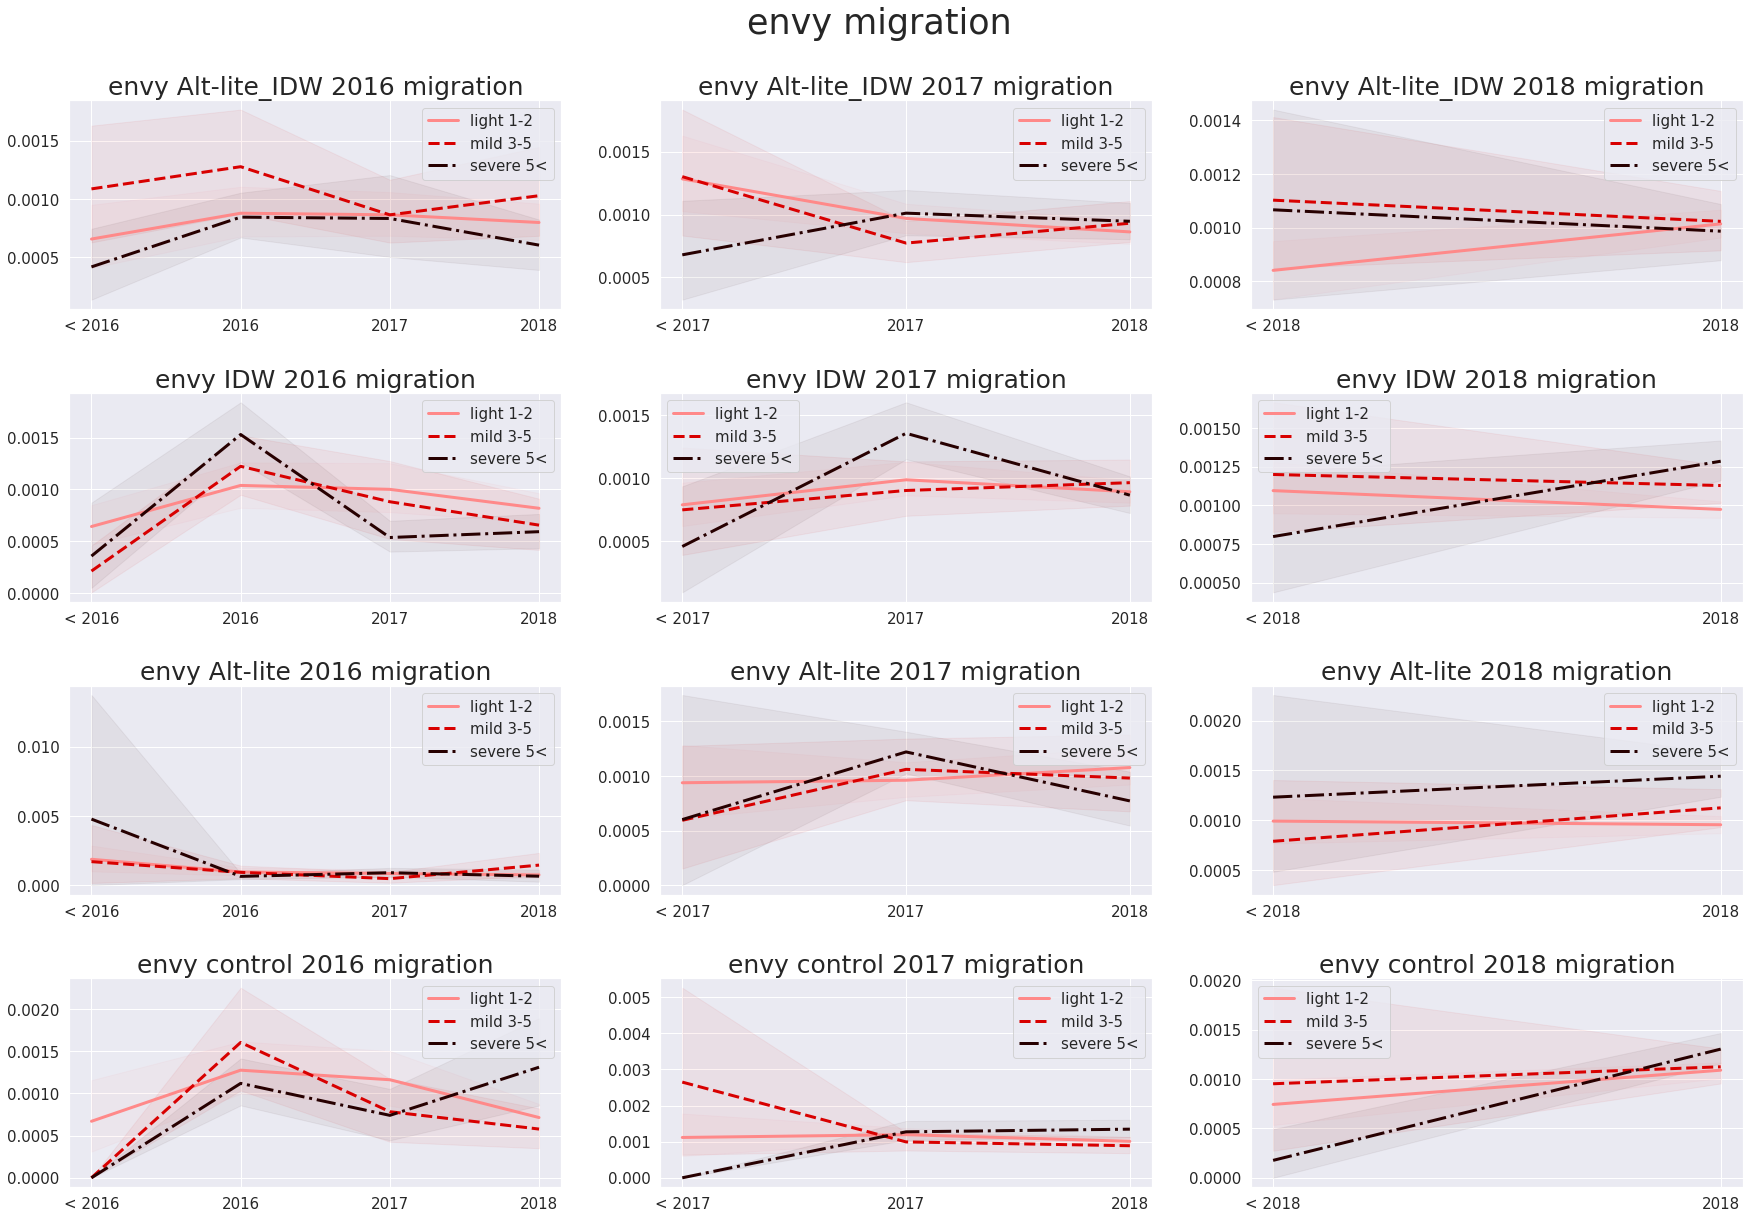 envy migration
envy Alt-lite_IDW 2016 migration
0.0015
0.0010
0.0005
light 1-2
mild 3-5
severe 5<
< 2016 2016 2017 2018
envy Alt-lite_IDW 2017 migration
0.0015
0.0010
0.0005
light 1-2
mild 3-5
severe 5<
< 2017 2017 2018
envy Alt-lite_IDW 2018 migration
0.0014
0.0012
0.0010
0.0008
light 1-2
mild 3-5
severe 5<
< 2018 2018
envy IDW 2016 migration
0.0015
0.0010
0.0005
0.0000
light 1-2
mild 3-5
severe 5<
< 2016 2016 2017 2018
envy IDW 2017 migration
0.0015
0.0010
0.0005
light 1-2
mild 3-5
severe 5<
< 2017 2017 2018
envy IDW 2018 migration
0.00150
0.00125
0.00100
0.00075
0.00050
light 1-2
mild 3-5
severe 5<
< 2018 2018
envy Alt-lite 2016 migration
0.010
0.005
0.000
light 1-2
mild 3-5
severe 5<
< 2016 2016 2017 2018
envy Alt-lite 2017 migration
0.0015
0.0010
0.0005
0.0000
light 1-2
mild 3-5
severe 5<
< 2017 2017 2018
envy Alt-lite 2018 migration
0.0020
0.0015
0.0010
0.0005
light 1-2
mild 3-5
severe 5<
< 2018 2018
envy control 2016 migration
0.0020
0.0015
0.0010
0.0005
0.0000
light 1-2
mild 3-5
severe 5<
< 2016 2016 2017 2018
envy control 2017 migration
0.005
0.004
0.003
0.002
0.001
0.000
light 1-2
mild 3-5
severe 5<
< 2017 2017 2018
envy control 2018 migration
0.0020
0.0015
0.0010
0.0005
0.0000
light 1-2
mild 3-5
severe 5<
< 2018 2018